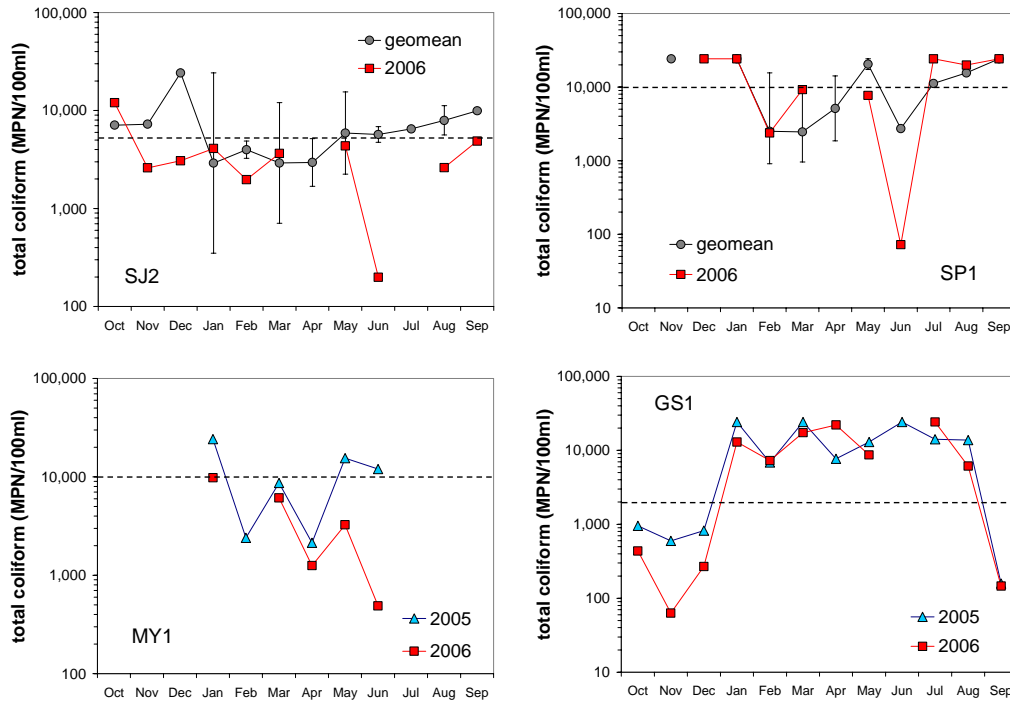 total coliform (MPN/100ml)
100,000
10,000
1,000
100
geomean
2006
SJ2
Oct Nov Dec Jan Feb Mar Apr May Jun Jul Aug Sep
total coliform (MPN/100ml)
100,000
10,000
1,000
100
10
geomean
2006
SP1
Oct Nov Dec Jan Feb Mar Apr May Jun Jul Aug Sep
total coliform (MPN/100ml)
100,000
10,000
1,000
100
2005
2006
MY1
Oct Nov Dec Jan Feb Mar Apr May Jun Jul Aug Sep
total coliform (MPN/100ml)
100,000
10,000
1,000
100
10
GS1
2005
2006
Oct Nov Dec Jan Feb Mar Apr May Jun Jul Aug Sep